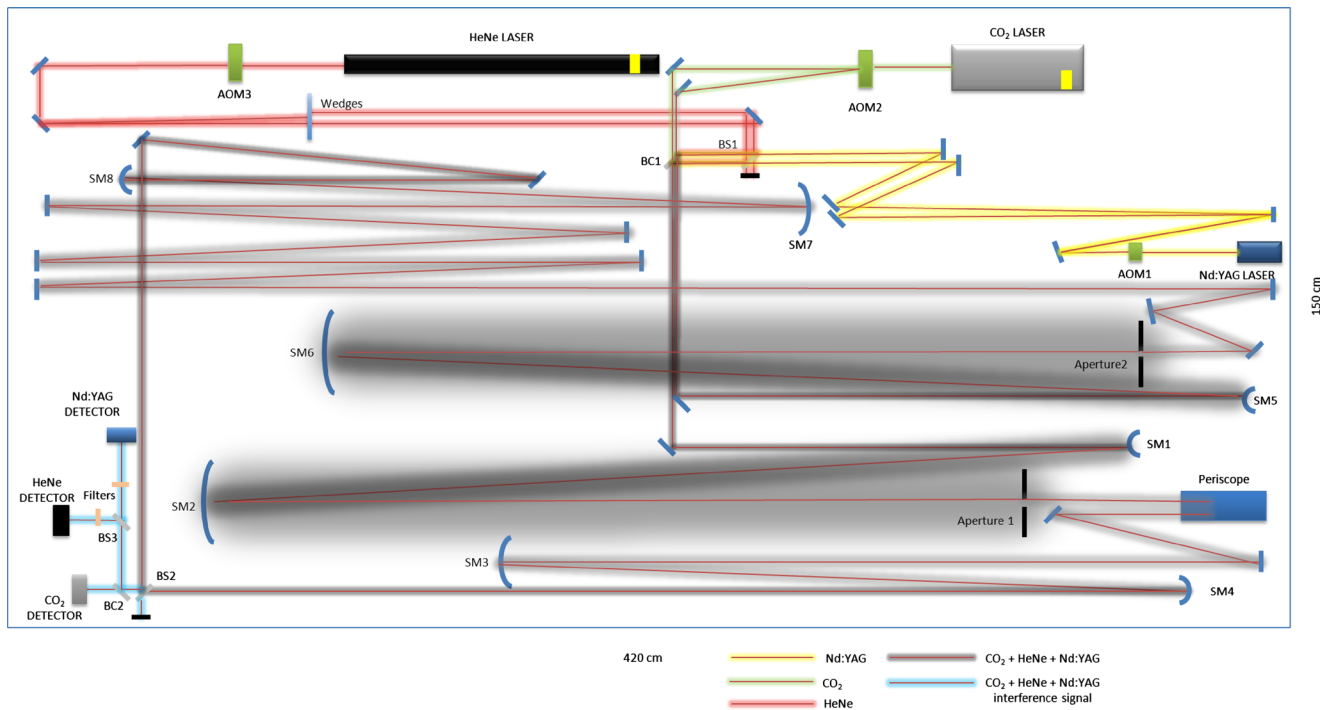 HeNe LASER
CO₂ LASER
AOM3
AOM2
Wedges
BS1
BC1
SM8
SM7
AOM1
Nd:YAG LASER
150 cm
SM6
Aperture2
SM5
Nd:YAG
DETECTOR
SM1
HeNe
DETECTOR
Filters
SM2
Periscope
Aperture 1
BS3
SM3
BS2
SM4
CO₂
DETECTOR
BC2
420 cm
Nd:YAG
CO₂ + HeNe + Nd:YAG
CO₂
CO₂ + HeNe + Nd:YAG
interference signal
HeNe